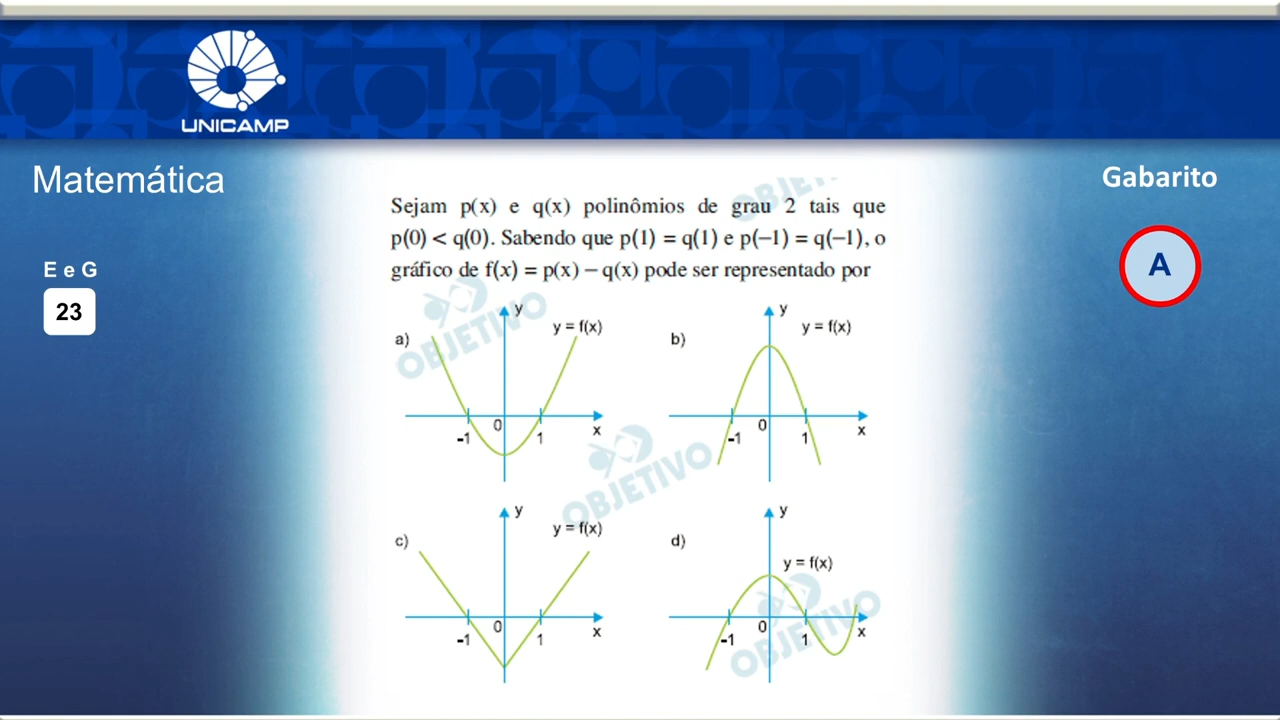 UNICAMP
Matemática
Gabarito
A
E e G
23
Sejam p(x) e q(x) polinômios de grau 2 tais que
p(0) < q(0). Sabendo que p(1) = q(1) e p(–1) = q(–1), o
gráfico de f(x) = p(x) – q(x) pode ser representado por
a)
y
y = f(x)
-1
0
1
x
b)
y
y = f(x)
-1
0
1
x
c)
y
y = f(x)
-1
0
1
x
d)
y
y = f(x)
-1
0
1
x
OBJETIVO
OBJETIVO
OBJETIVO